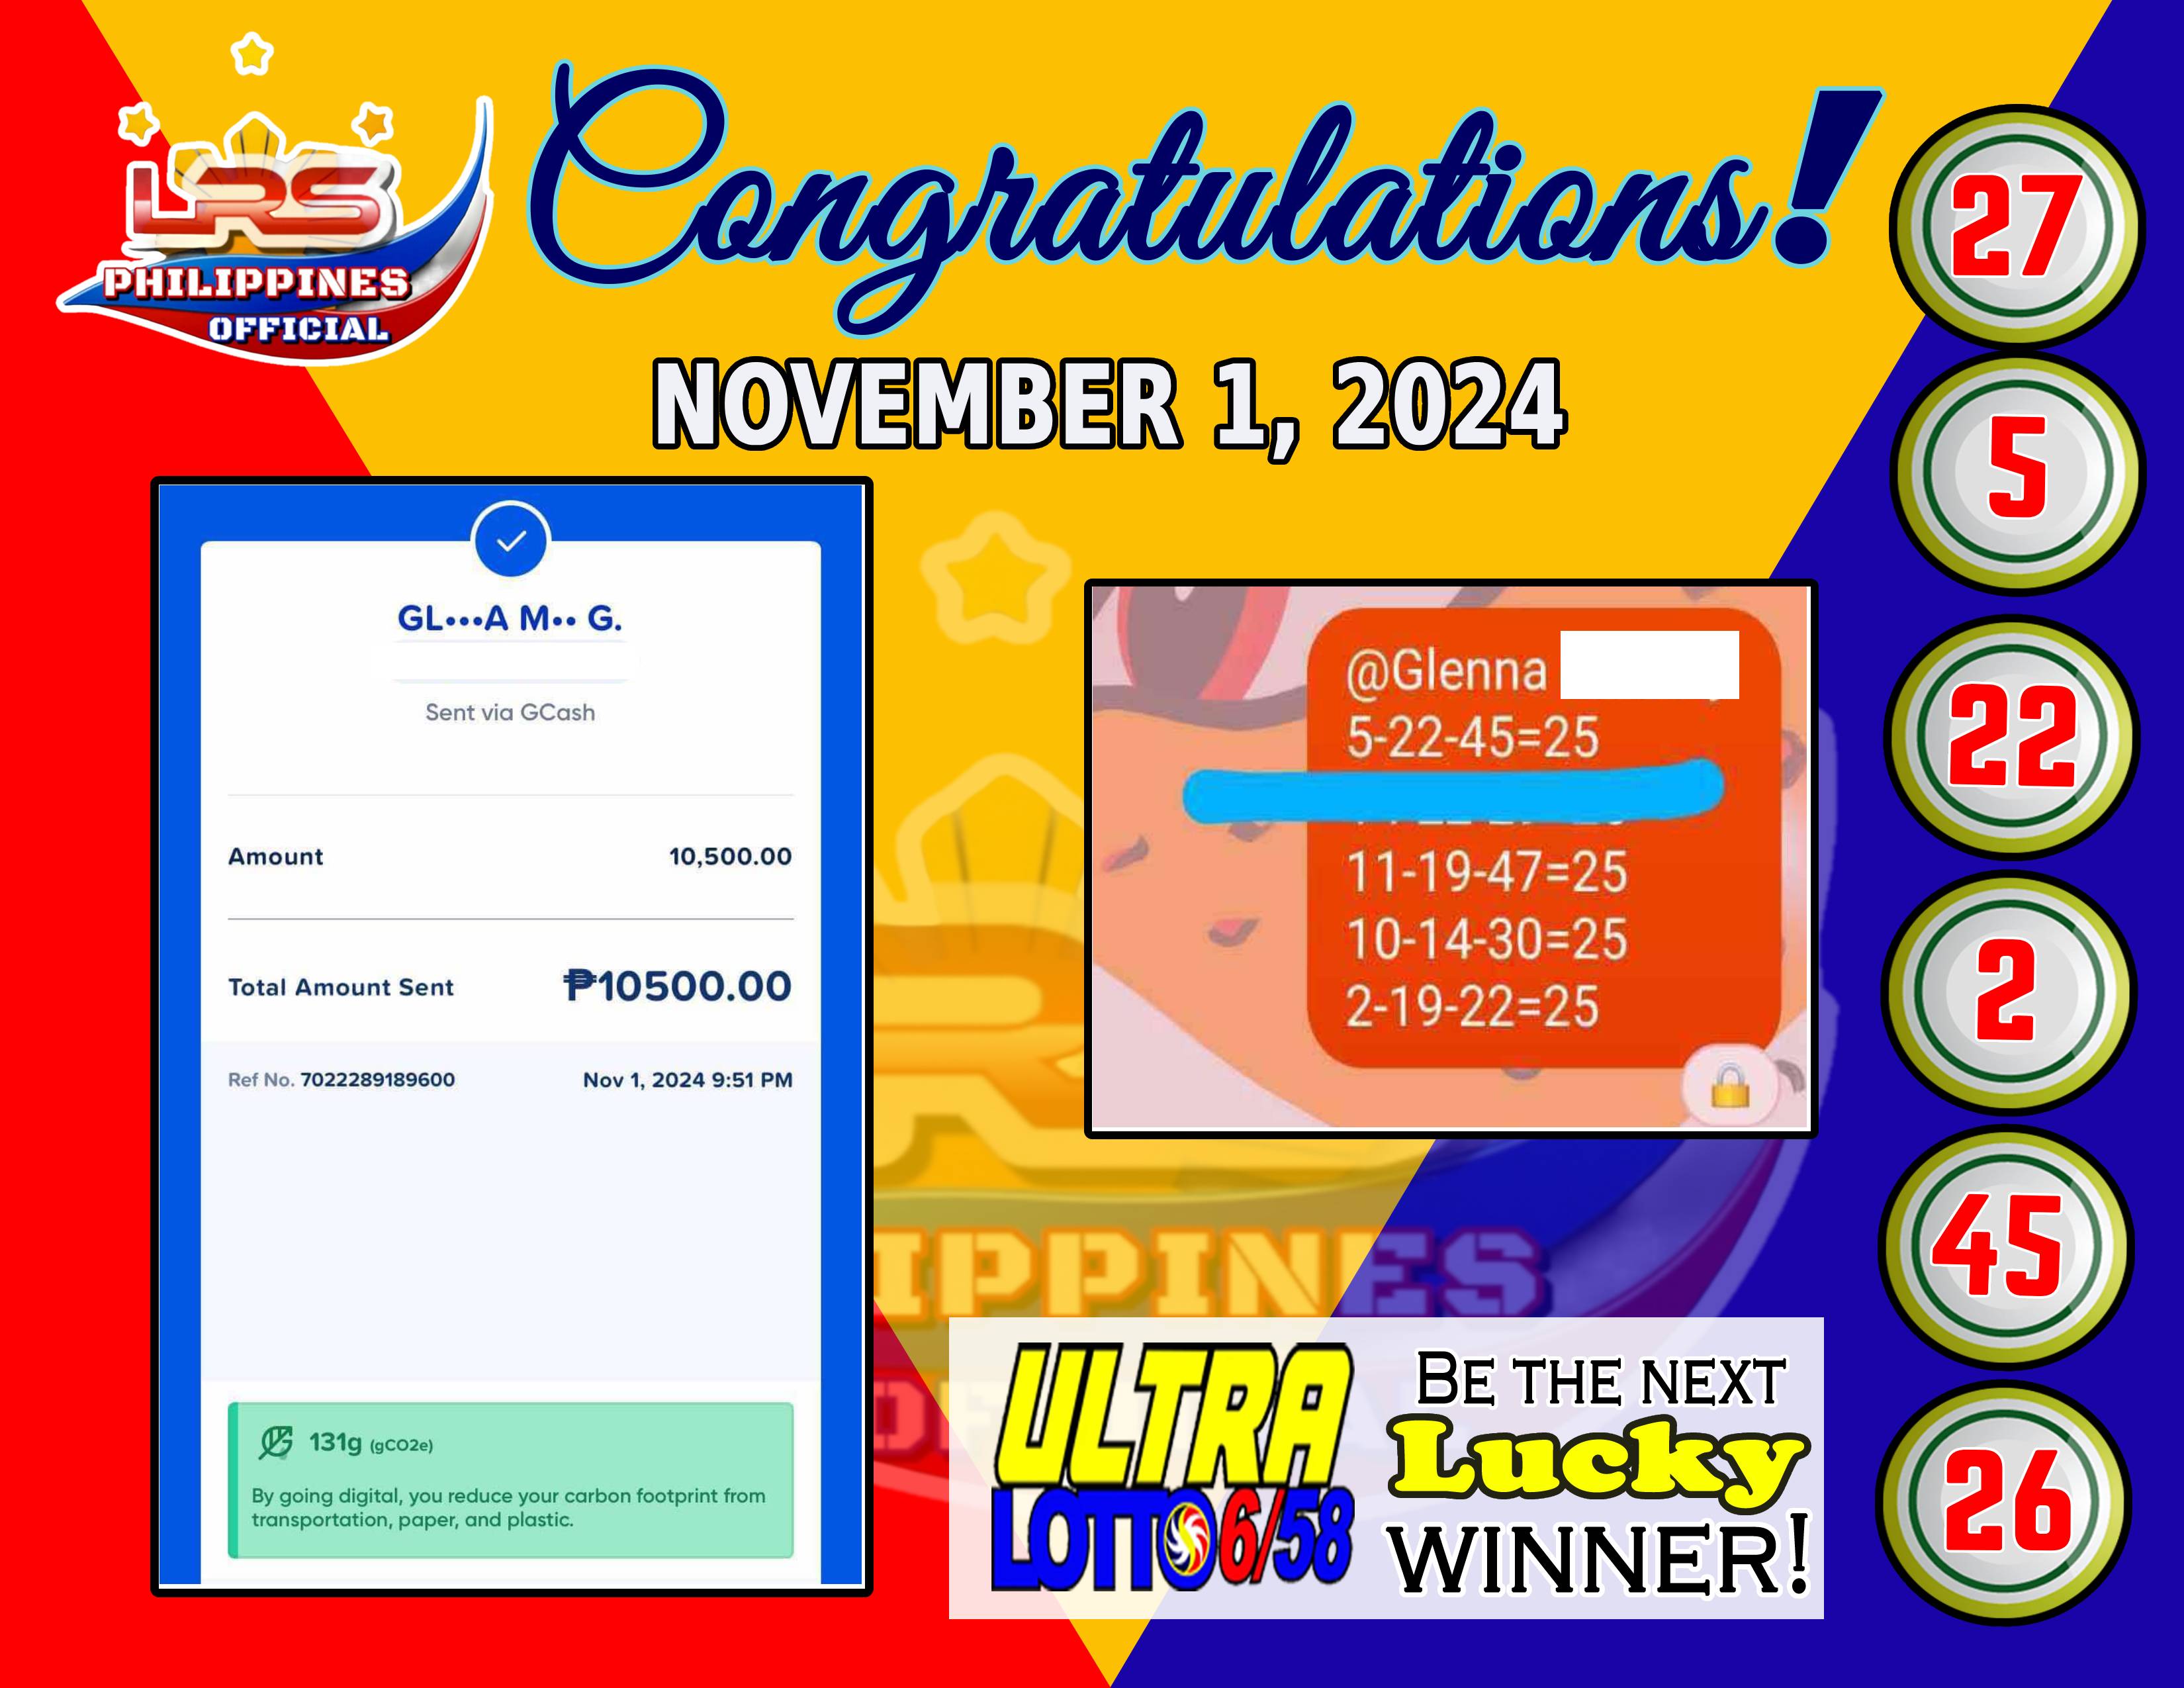 LRS
PHILIPPINES
OFFICIAL
Congratulations!
NOVEMBER 1, 2024
GL•••A M•• G.
Sent via GCash
Amount 10,500.00
Total Amount Sent ₱10500.00
Ref No. 7022289189600 Nov 1, 2024 9:51 PM
131g (gCO2e)
By going digital, you reduce your carbon footprint from
transportation, paper, and plastic.
@Glenna
5-22-45=25
11-19-47=25
10-14-30=25
2-19-22=25
ULTRA
LOTTO 6/58
BE THE NEXT
Lucky
WINNER!
27
5
22
2
45
26